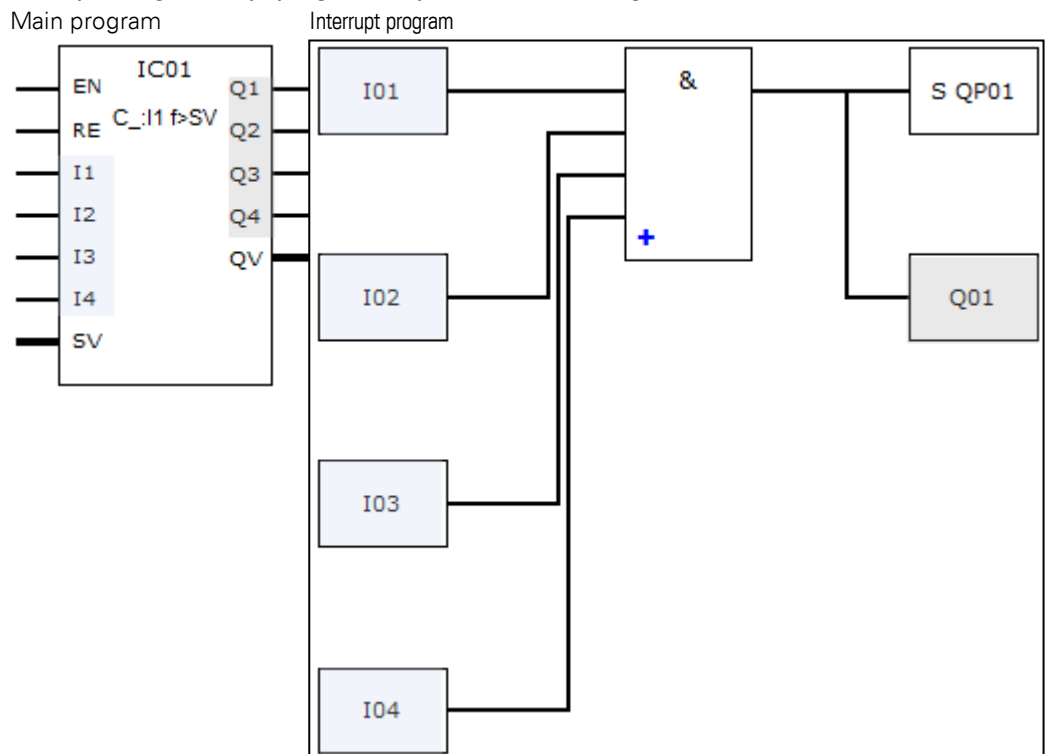 Main program
Interrupt program
IC01
C_:I1 f>SV
EN
RE
I1
I2
I3
I4
SV
Q1
Q2
Q3
Q4
QV
I01
&
S QP01
+
I02
Q01
I03
I04